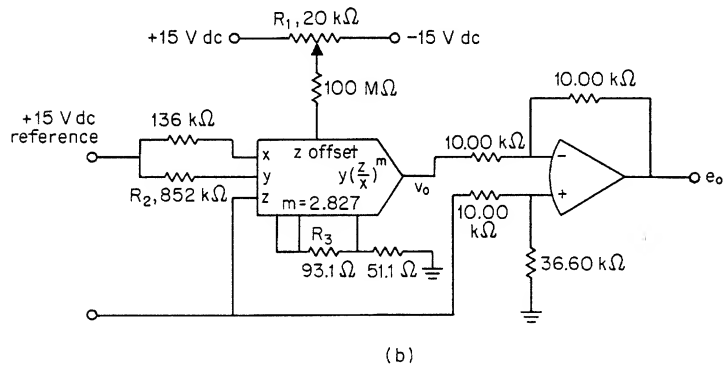 R₁, 20 kΩ
+15 V dc
-15 V dc
100 MΩ
10.00 kΩ
+15 V dc
reference
136 kΩ
R₂, 852 kΩ
x
y
z
z offset
y(z/x)^m
m = 2.827
v₀
10.00 kΩ
10.00
kΩ
-
+
e₀
36.60 kΩ
R₃
93.1 Ω
51.1 Ω
(b)